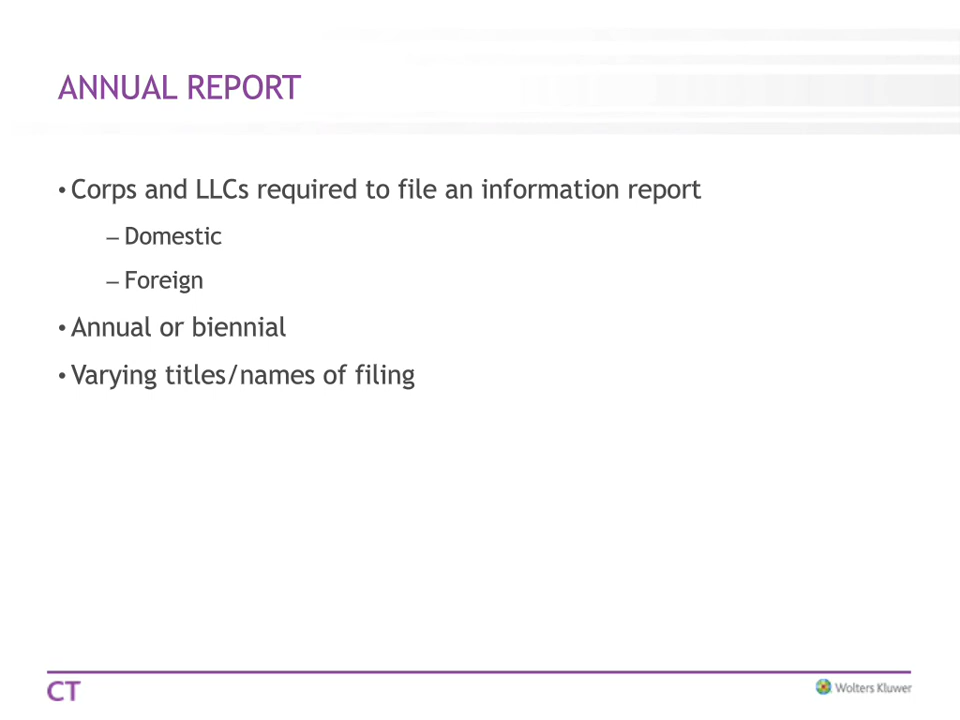 ANNUAL REPORT
• Corps and LLCs required to file an information report
– Domestic
– Foreign
• Annual or biennial
• Varying titles/names of filing
CT
Wolters Kluwer